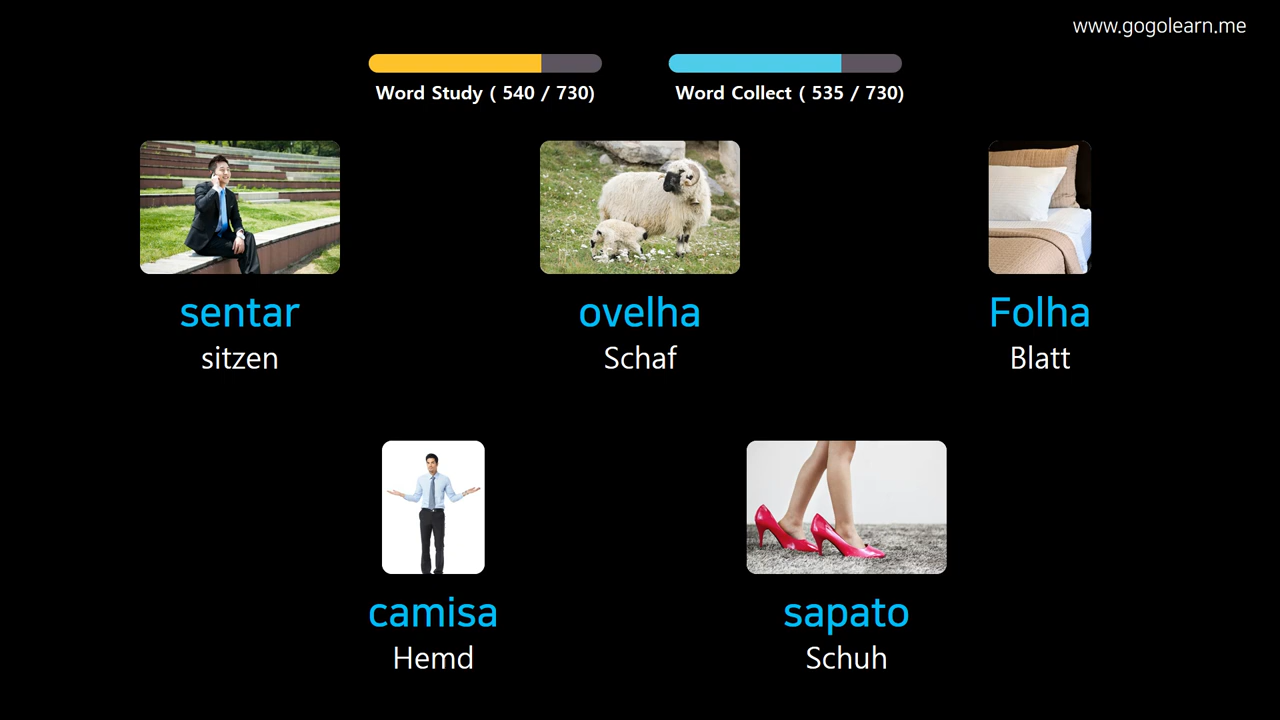 www.gogolearn.me
Word Study ( 540 / 730)
Word Collect ( 535 / 730)
sentar
sitzen
ovelha
Schaf
Folha
Blatt
camisa
Hemd
sapato
Schuh